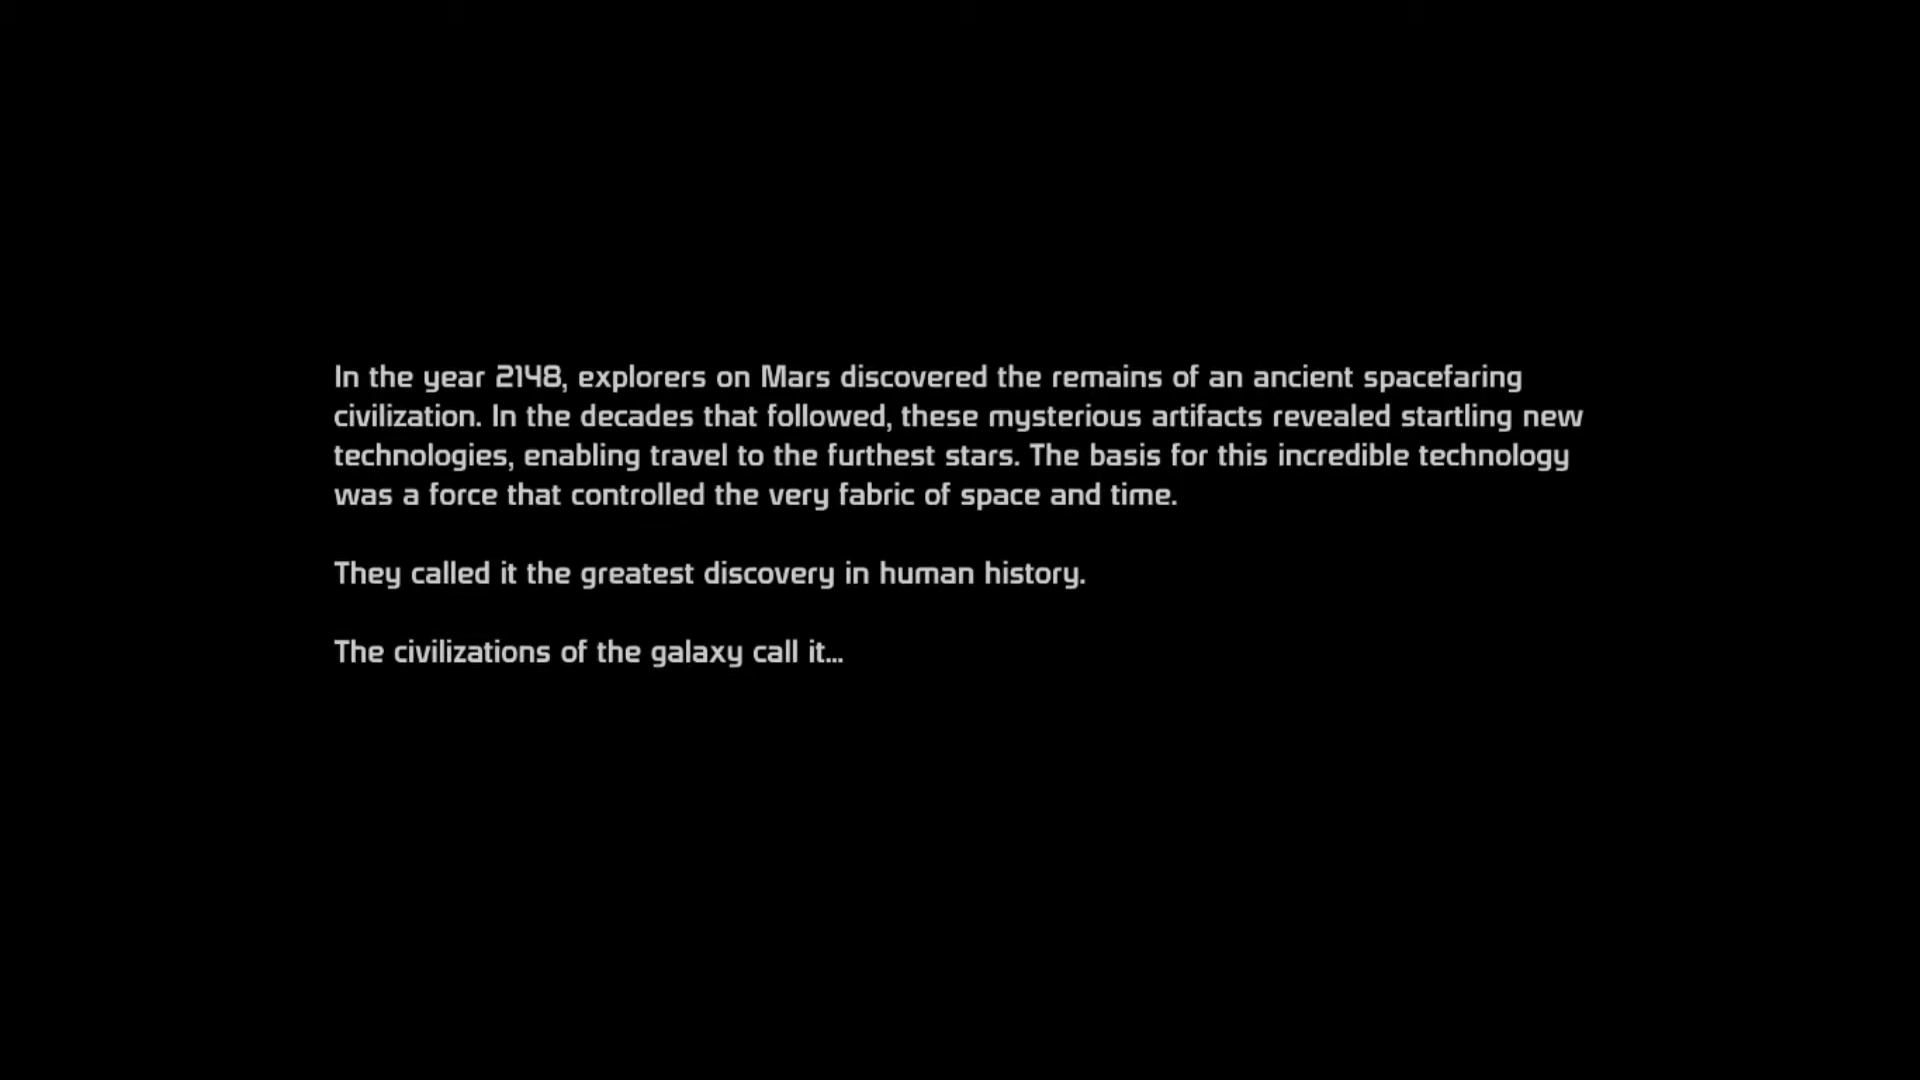 In the year 2148, explorers on Mars discovered the remains of an ancient spacefaring
civilization. In the decades that followed, these mysterious artifacts revealed startling new
technologies, enabling travel to the furthest stars. The basis for this incredible technology
was a force that controlled the very fabric of space and time.
They called it the greatest discovery in human history.
The civilizations of the galaxy call it...